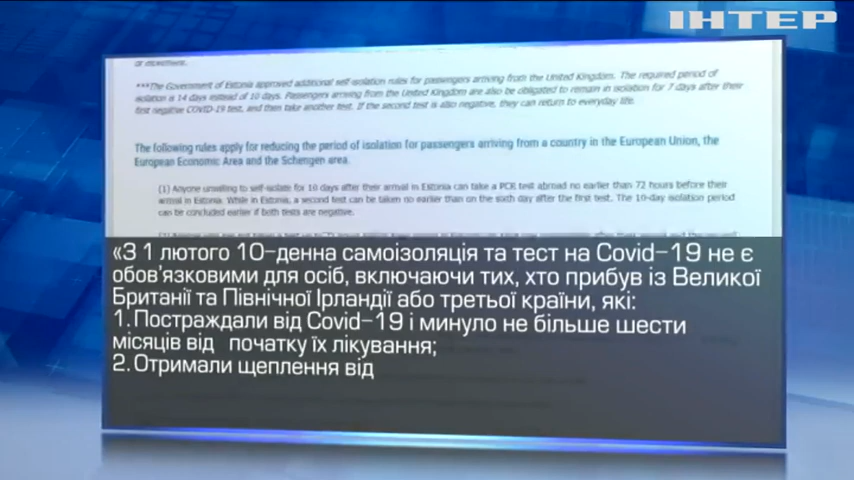 ІНТЕР
or ourselves.
***The Government of Estonia approved additional self-isolation rules for passengers arriving from the United Kingdom. The required period of
isolation is 14 days instead of 10 days. Passengers arriving from the United Kingdom are also be obligated to remain in isolation for 7 days after their
first negative COVID-19 test, and then take another test. If the second test is also negative, they can return to everyday life.
The following rules apply for reducing the period of isolation for passengers arriving from a country in the European Union, the
European Economic Area and the Schengen area.
(1) Anyone unwilling to self-isolate for 10 days after their arrival in Estonia can take a PCR test abroad no earlier than 72 hours before their
arrival in Estonia. While in Estonia, a second test can be taken no earlier than on the sixth day after the first test. The 10-day isolation period
can be concluded earlier if both tests are negative.
«З 1 лютого 10-денна самоізоляція та тест на Covid-19 не є
обов'язковими для осіб, включаючи тих, хто прибув із Великої
Британії та Північної Ірландії або третьої країни, які:
1. Постраждали від Covid-19 і минуло не більше шести
місяців від початку їх лікування;
2. Отримали щеплення від